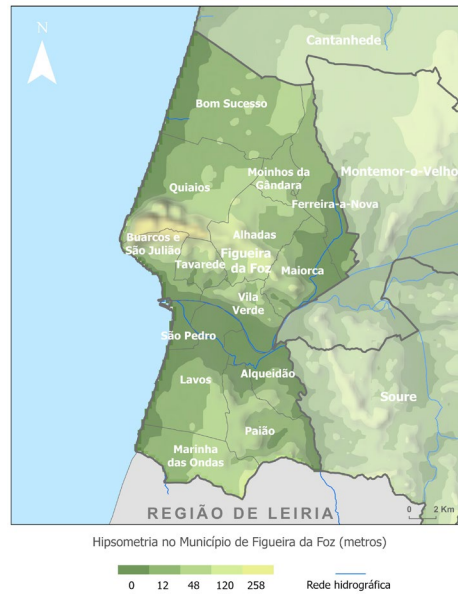 N
Cantanhede
Bom Sucesso
Moinhos da
Gândara
Montemor-o-Velho
Quiaios
Ferreira-a-Nova
Alhadas
Buarcos e
São Julião
Figueira
da Foz
Tavarede
Maiorca
Vila
Verde
São Pedro
Alqueidão
Lavos
Soure
Paião
Marinha
das Ondas
0 2 Km
REGIÃO DE LEIRIA
Hipsometria no Município de Figueira da Foz (metros)
0 12 48 120 258
Rede hidrográfica